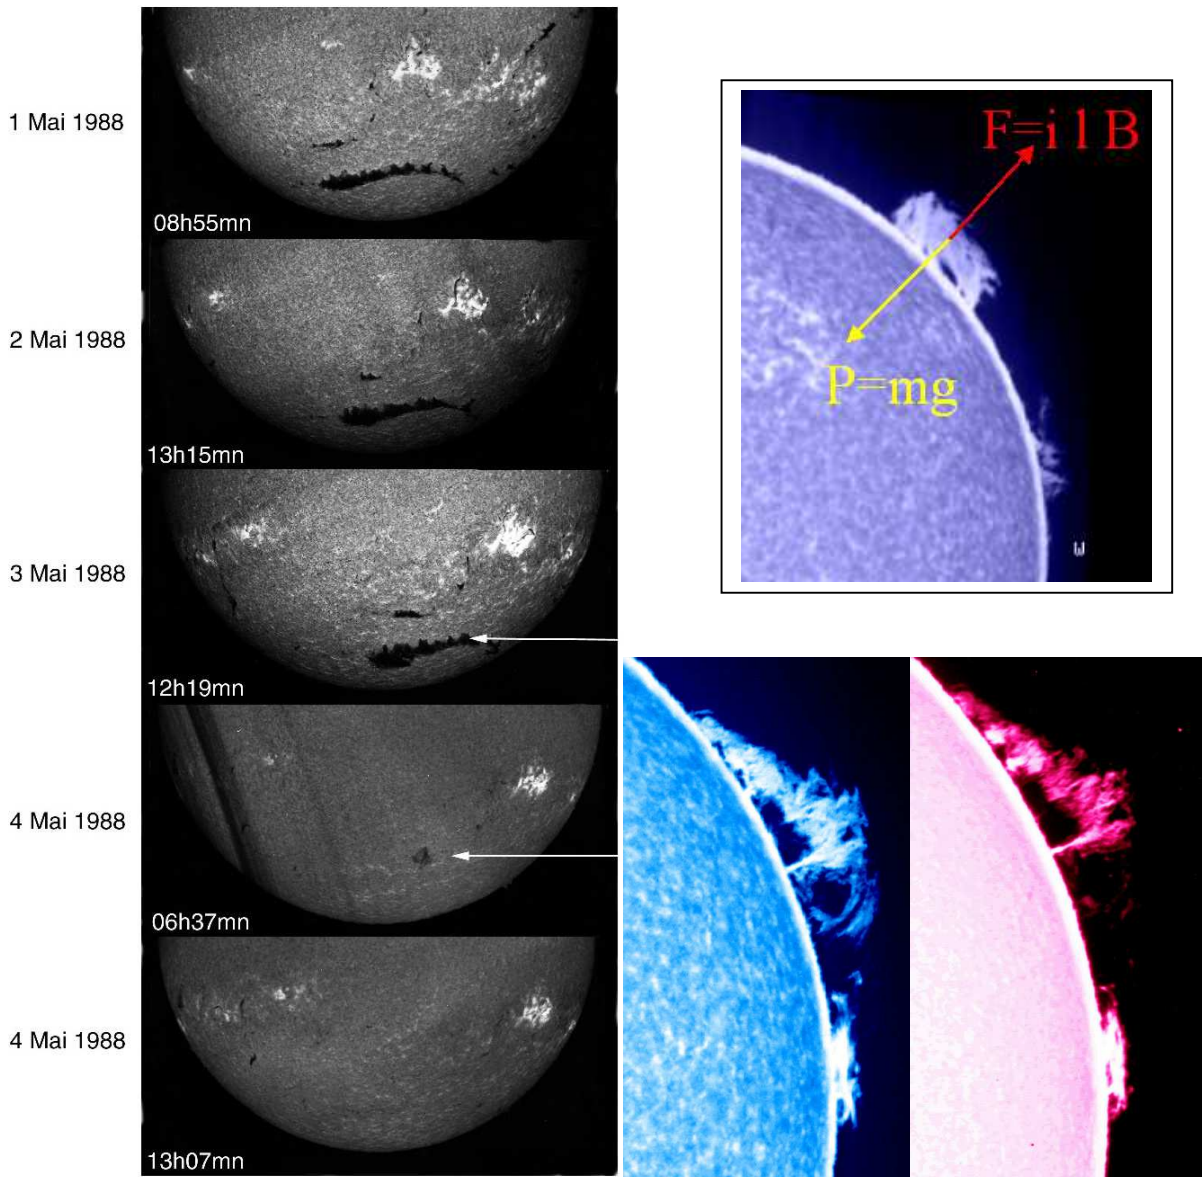 1 Mai 1988
08h55mn
2 Mai 1988
13h15mn
3 Mai 1988
12h19mn
4 Mai 1988
06h37mn
4 Mai 1988
13h07mn
F=i l B
P=mg
W